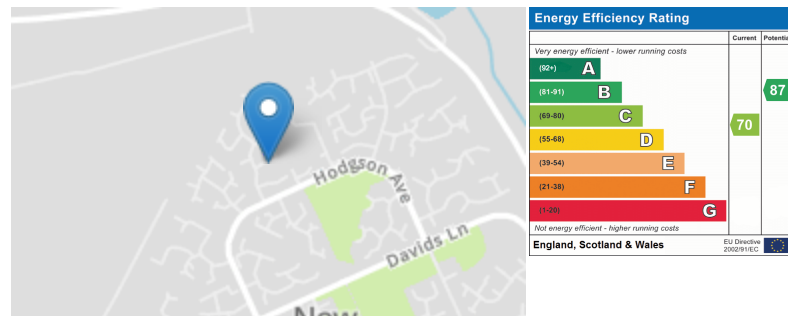 Hodgson Ave
Davids Ln
New
Energy Efficiency Rating
Current Potentia
Very energy efficient - lower running costs
(92+) A
(81-91) B
87
(69-80) C
70
(55-68) D
(39-54) E
(21-38) F
(1-20) G
Not energy efficient - higher running costs
England, Scotland & Wales
EU Directive
2002/91/EC